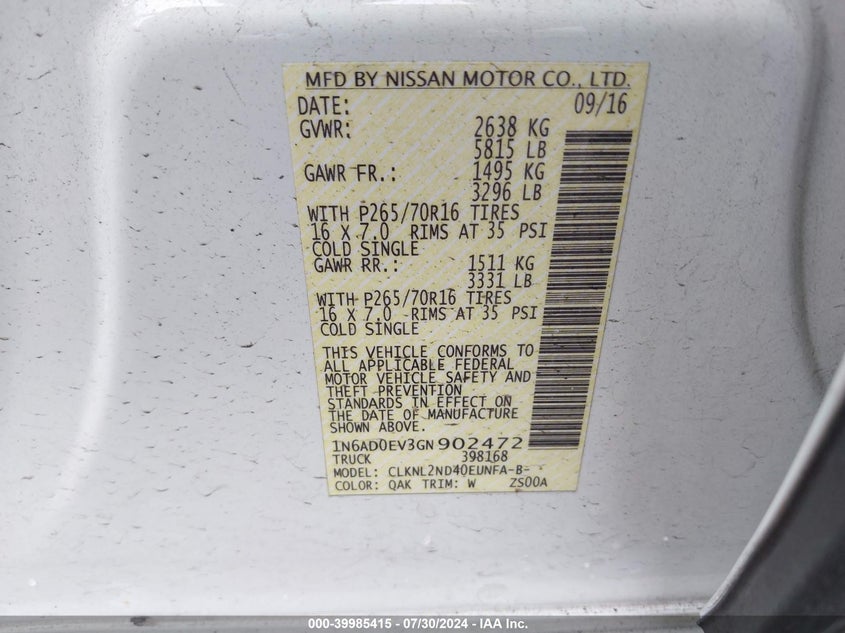 MFD BY NISSAN MOTOR CO., LTD.
DATE: 09/16
GVWR: 2638 KG
5815 LB
GAWR FR.: 1495 KG
3296 LB
WITH P265/70R16 TIRES
16 X 7.0 RIMS AT 35 PSI
COLD SINGLE
GAWR RR.: 1511 KG
3331 LB
WITH P265/70R16 TIRES
16 X 7.0 RIMS AT 35 PSI
COLD SINGLE
THIS VEHICLE CONFORMS TO
ALL APPLICABLE FEDERAL
MOTOR VEHICLE SAFETY AND
THEFT PREVENTION
STANDARDS IN EFFECT ON
THE DATE OF MANUFACTURE
SHOWN ABOVE.
1N6AD0EV3GN902472
TRUCK 398168
MODEL: CLKNL2ND40EUNFA-B-
COLOR: QAK TRIM: W ZS00A
000-39985415 - 07/30/2024 - IAA Inc.